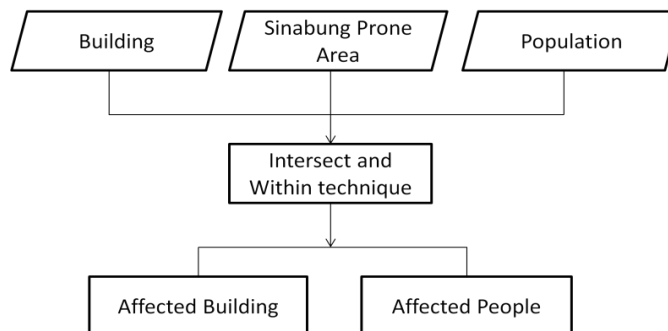 Building
Sinabung Prone
Area
Population
Intersect and
Within technique
Affected Building
Affected People